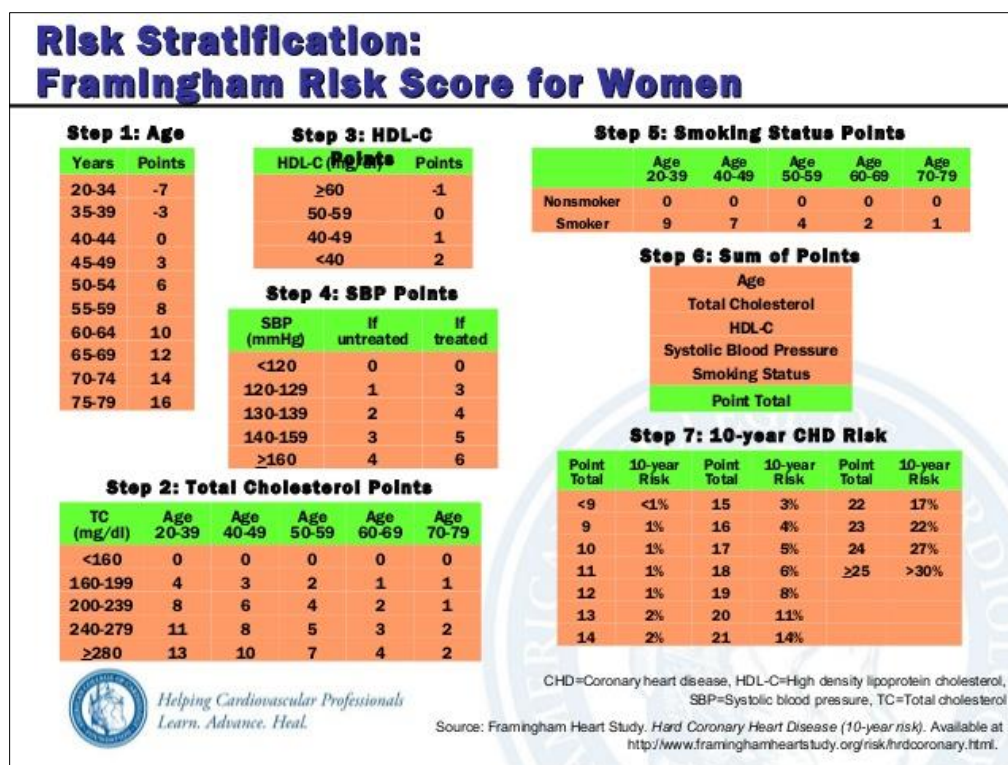 Risk Stratification:
Framingham Risk Score for Women
Step 1: Age
Years Points
20-34 -7
35-39 -3
40-44 0
45-49 3
50-54 6
55-59 8
60-64 10
65-69 12
70-74 14
75-79 16
Step 3: HDL-C
Points
HDL-C (mg/dl) Points
≥60 -1
50-59 0
40-49 1
<40 2
Step 4: SBP Points
SBP If If
(mmHg) untreated treated
<120 0 0
120-129 1 3
130-139 2 4
140-159 3 5
≥160 4 6
Step 2: Total Cholesterol Points
TC Age Age Age Age Age
(mg/dl) 20-39 40-49 50-59 60-69 70-79
<160 0 0 0 0 0
160-199 4 3 2 1 1
200-239 8 6 4 2 1
240-279 11 8 5 3 2
≥280 13 10 7 4 2
Step 5: Smoking Status Points
Age Age Age Age Age
20-39 40-49 50-59 60-69 70-79
Nonsmoker 0 0 0 0 0
Smoker 9 7 4 2 1
Step 6: Sum of Points
Age
Total Cholesterol
HDL-C
Systolic Blood Pressure
Smoking Status
Point Total
Step 7: 10-year CHD Risk
Point 10-year Point 10-year Point 10-year
Total Risk Total Risk Total Risk
<9 <1% 15 3% 22 17%
9 1% 16 4% 23 22%
10 1% 17 5% 24 27%
11 1% 18 6% ≥25 >30%
12 1% 19 8%
13 2% 20 11%
14 2% 21 14%
Helping Cardiovascular Professionals
Learn. Advance. Heal.
CHD=Coronary heart disease, HDL-C=High density lipoprotein cholesterol,
SBP=Systolic blood pressure, TC=Total cholesterol
Source: Framingham Heart Study. Hard Coronary Heart Disease (10-year risk). Available at
http://www.framinghamheartstudy.org/risk/hrdcoronary.html.